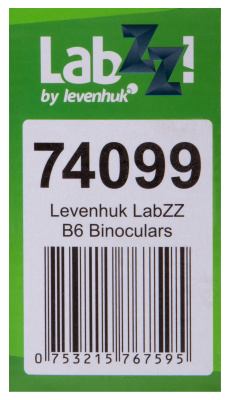 LabZZ!
by levenhuk
74099
Levenhuk LabZZ
B6 Binoculars
0 753215 767595